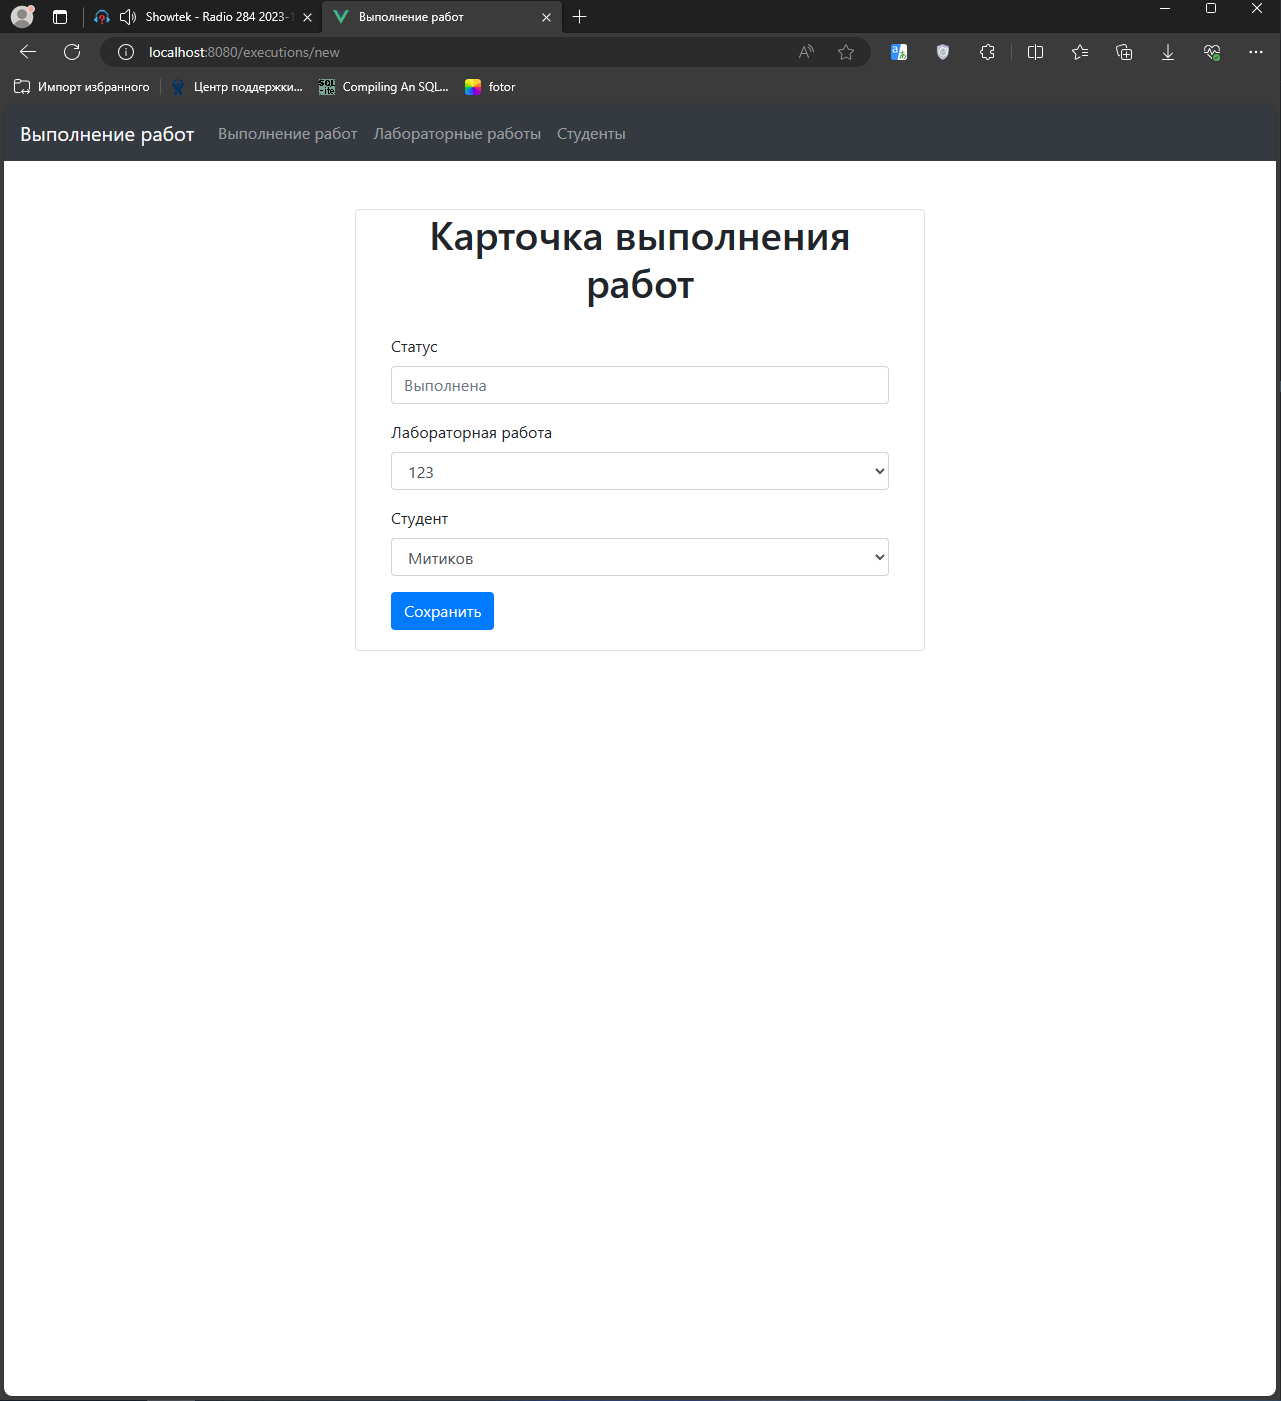 Showtek - Radio 284 2023-1
Выполнение работ
localhost:8080/executions/new
Импорт избранного
Центр поддержки...
Compiling An SQL...
fotor
Выполнение работ
Выполнение работ
Лабораторные работы
Студенты
Карточка выполнения
работ
Статус
Выполнена
Лабораторная работа
123
Студент
Митиков
Сохранить